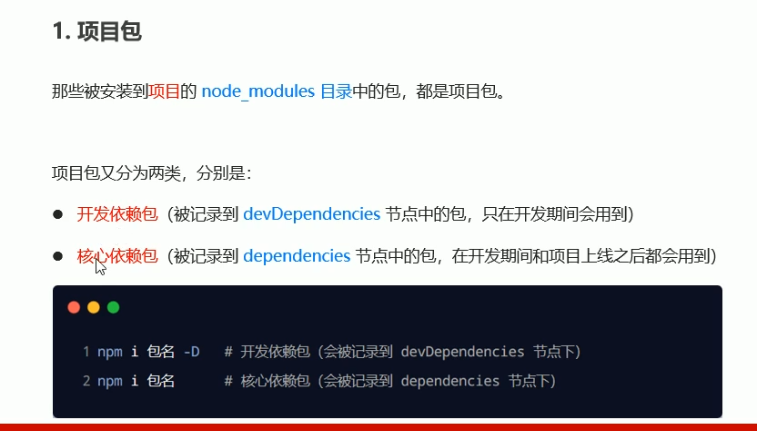 1. 项目包
那些被安装到项目的 node_modules 目录中的包，都是项目包。
项目包又分为两类，分别是：
● 开发依赖包（被记录到 devDependencies 节点中的包，只在开发期间会用到）
● 核心依赖包（被记录到 dependencies 节点中的包，在开发期间和项目上线之后都会用到）
1 npm i 包名 -D # 开发依赖包（会被记录到 devDependencies 节点下）
2 npm i 包名 # 核心依赖包（会被记录到 dependencies 节点下）